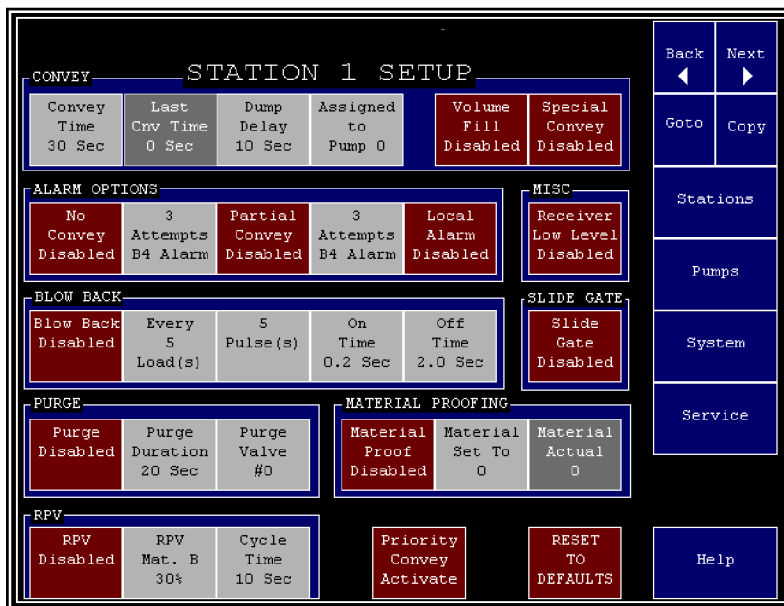 STATION 1 SETUP
CONVEY
Convey
Time
30 Sec
Last
Cnv Time
0 Sec
Dump
Delay
10 Sec
Assigned
to
Pump 0
Volume
Fill
Disabled
Special
Convey
Disabled
ALARM OPTIONS
No
Convey
Disabled
3
Attempts
B4 Alarm
Partial
Convey
Disabled
3
Attempts
B4 Alarm
Local
Alarm
Disabled
MISC
Receiver
Low Level
Disabled
BLOW BACK
Blow Back
Disabled
Every
5
Load(s)
5
Pulse(s)
On
Time
0.2 Sec
Off
Time
2.0 Sec
SLIDE GATE
Slide
Gate
Disabled
PURGE
Purge
Disabled
Purge
Duration
20 Sec
Purge
Valve
#0
MATERIAL PROOFING
Material
Proof
Disabled
Material
Set To
0
Material
Actual
0
RPV
RPV
Disabled
RPV
Mat. B
30%
Cycle
Time
10 Sec
Priority
Convey
Activate
RESET
TO
DEFAULTS
Back
Next
Goto
Copy
Stations
Pumps
System
Service
Help